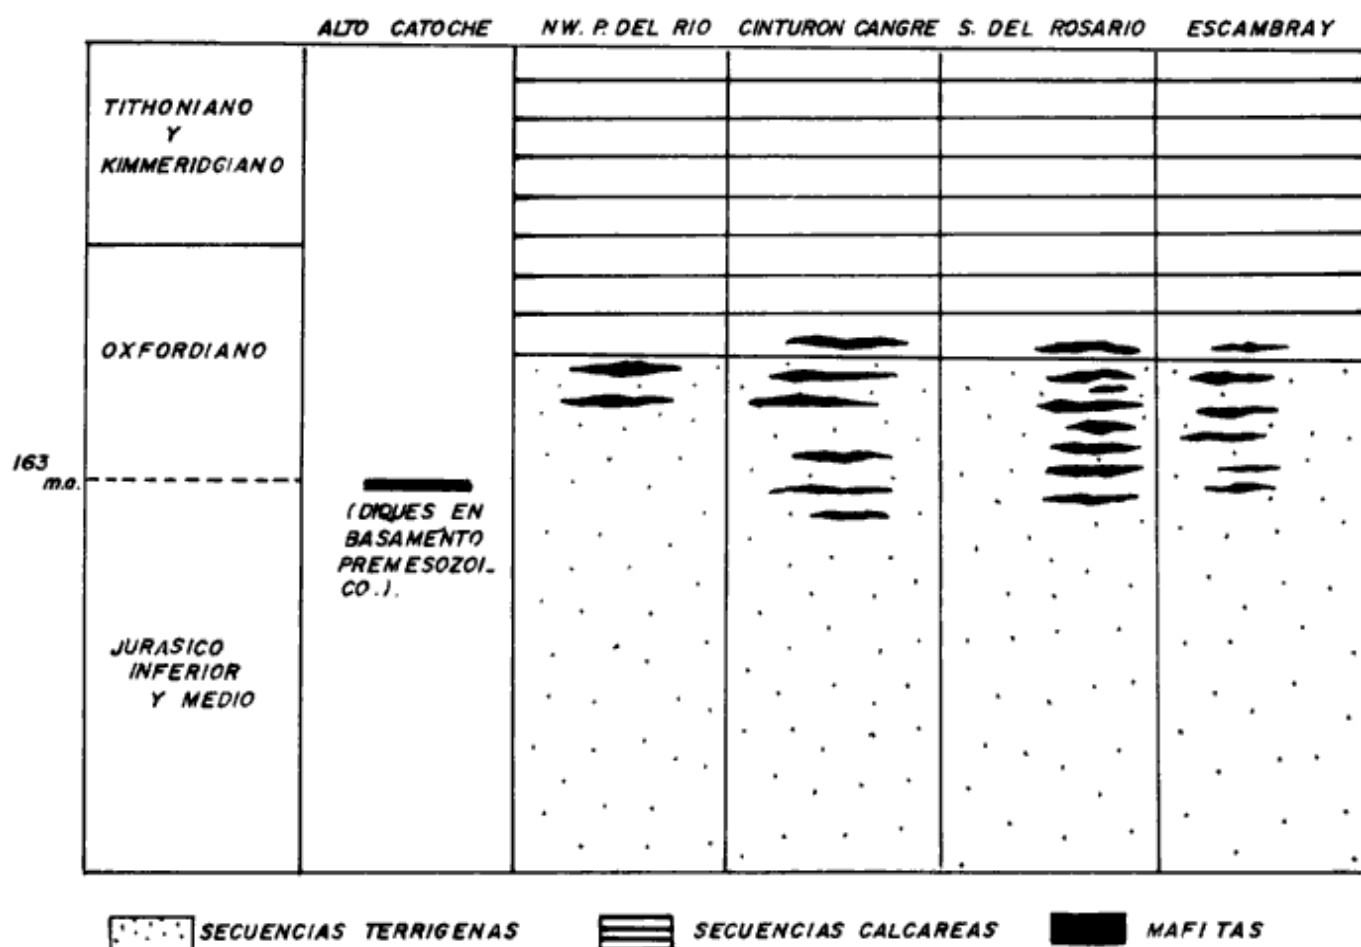 ALTO CATOCHE NW. P. DEL RIO CINTURON CANGRE S. DEL ROSARIO ESCAMBRAY
TITHONIANO
Y
KIMMERIDGIANO
OXFORDIANO
163
m.a.
(DIQUES EN
BASAMENTO
PREMESOZOI_
CO.).
JURASICO
INFERIOR
Y MEDIO
SECUENCIAS TERRIGENAS SECUENCIAS CALCAREAS MAFITAS